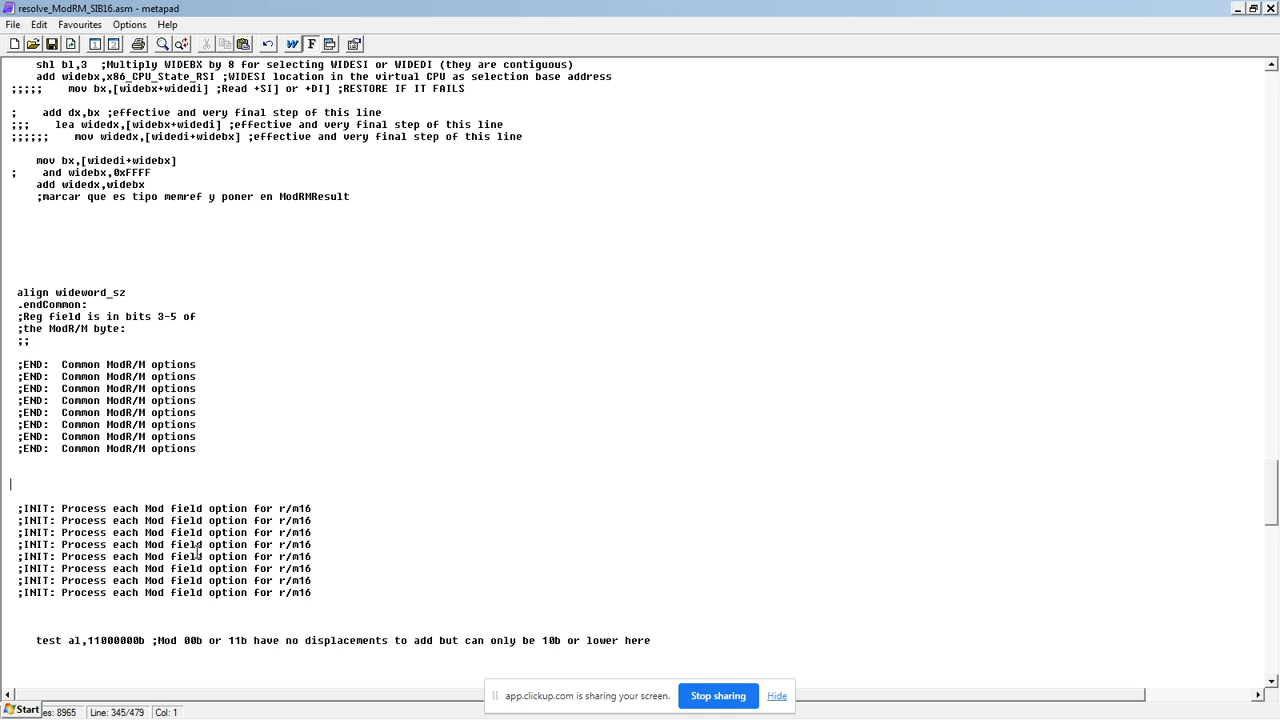 resolve_ModRM_SIB16.asm - metapad
File Edit Favourites Options Help
shl bl,3 ;Multiply WIDEBX by 8 for selecting WIDESI or WIDEDI (they are contiguous)
add widebx,x86_CPU_State_RSI ;WIDESI location in the virtual CPU as selection base address
;;;;; mov bx,[widebx+widedi] ;Read +SI] or +DI] ;RESTORE IF IT FAILS
; add dx,bx ;effective and very final step of this line
;;; lea widedx,[widebx+widedi] ;effective and very final step of this line
;;;;;; mov widedx,[widedi+widebx] ;effective and very final step of this line
mov bx,[widedi+widebx]
; and widebx,0xFFFF
add widedx,widebx
;marcar que es tipo memref y poner en ModRMResult
align wideword_sz
.endCommon:
;Reg field is in bits 3-5 of
;the ModR/M byte:
;;
;END: Common ModR/M options
;END: Common ModR/M options
;END: Common ModR/M options
;END: Common ModR/M options
;END: Common ModR/M options
;END: Common ModR/M options
;END: Common ModR/M options
;END: Common ModR/M options
;INIT: Process each Mod field option for r/m16
;INIT: Process each Mod field option for r/m16
;INIT: Process each Mod field option for r/m16
;INIT: Process each Mod field option for r/m16
;INIT: Process each Mod field option for r/m16
;INIT: Process each Mod field option for r/m16
;INIT: Process each Mod field option for r/m16
;INIT: Process each Mod field option for r/m16
test al,11000000b ;Mod 00b or 11b have no displacements to add but can only be 10b or lower here
app.clickup.com is sharing your screen. Stop sharing Hide
Start es: 8965 Line: 345/479 Col: 1